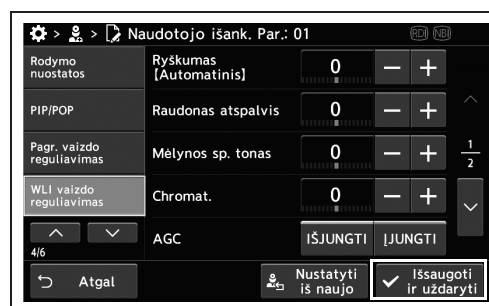 > > Naudotojo išank. Par.: 01 RDI NBI
Rodymo
nuostatos
PIP/POP
Pagr. vaizdo
reguliavimas
WLI vaizdo
reguliavimas
4/6
Ryškumas
[Automatinis] 0 − +
Raudonas atspalvis 0 − +
Mėlynos sp. tonas 0 − +
Chromat. 0 − +
AGC IŠJUNGTI ĮJUNGTI
1
2
Atgal
Nustatyti
iš naujo
Išsaugoti
ir uždaryti